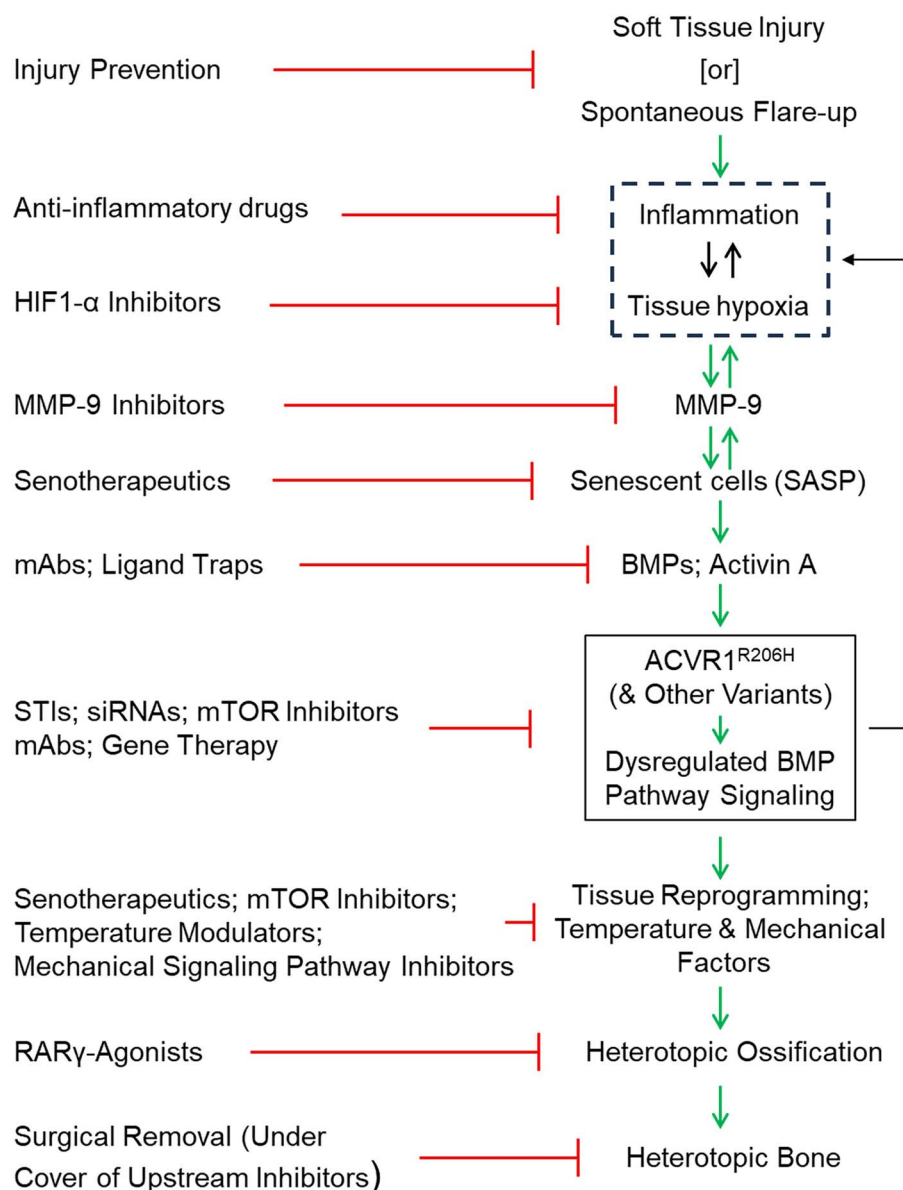 Injury Prevention
Soft Tissue Injury
[or]
Spontaneous Flare-up
Anti-inflammatory drugs
Inflammation
HIF1-α Inhibitors
Tissue hypoxia
MMP-9 Inhibitors
MMP-9
Senotherapeutics
Senescent cells (SASP)
mAbs; Ligand Traps
BMPs; Activin A
STIs; siRNAs; mTOR Inhibitors
mAbs; Gene Therapy
ACVR1R206H
(& Other Variants)
Dysregulated BMP
Pathway Signaling
Senotherapeutics; mTOR Inhibitors;
Temperature Modulators;
Mechanical Signaling Pathway Inhibitors
Tissue Reprogramming;
Temperature & Mechanical
Factors
RARγ-Agonists
Heterotopic Ossification
Surgical Removal (Under
Cover of Upstream Inhibitors)
Heterotopic Bone